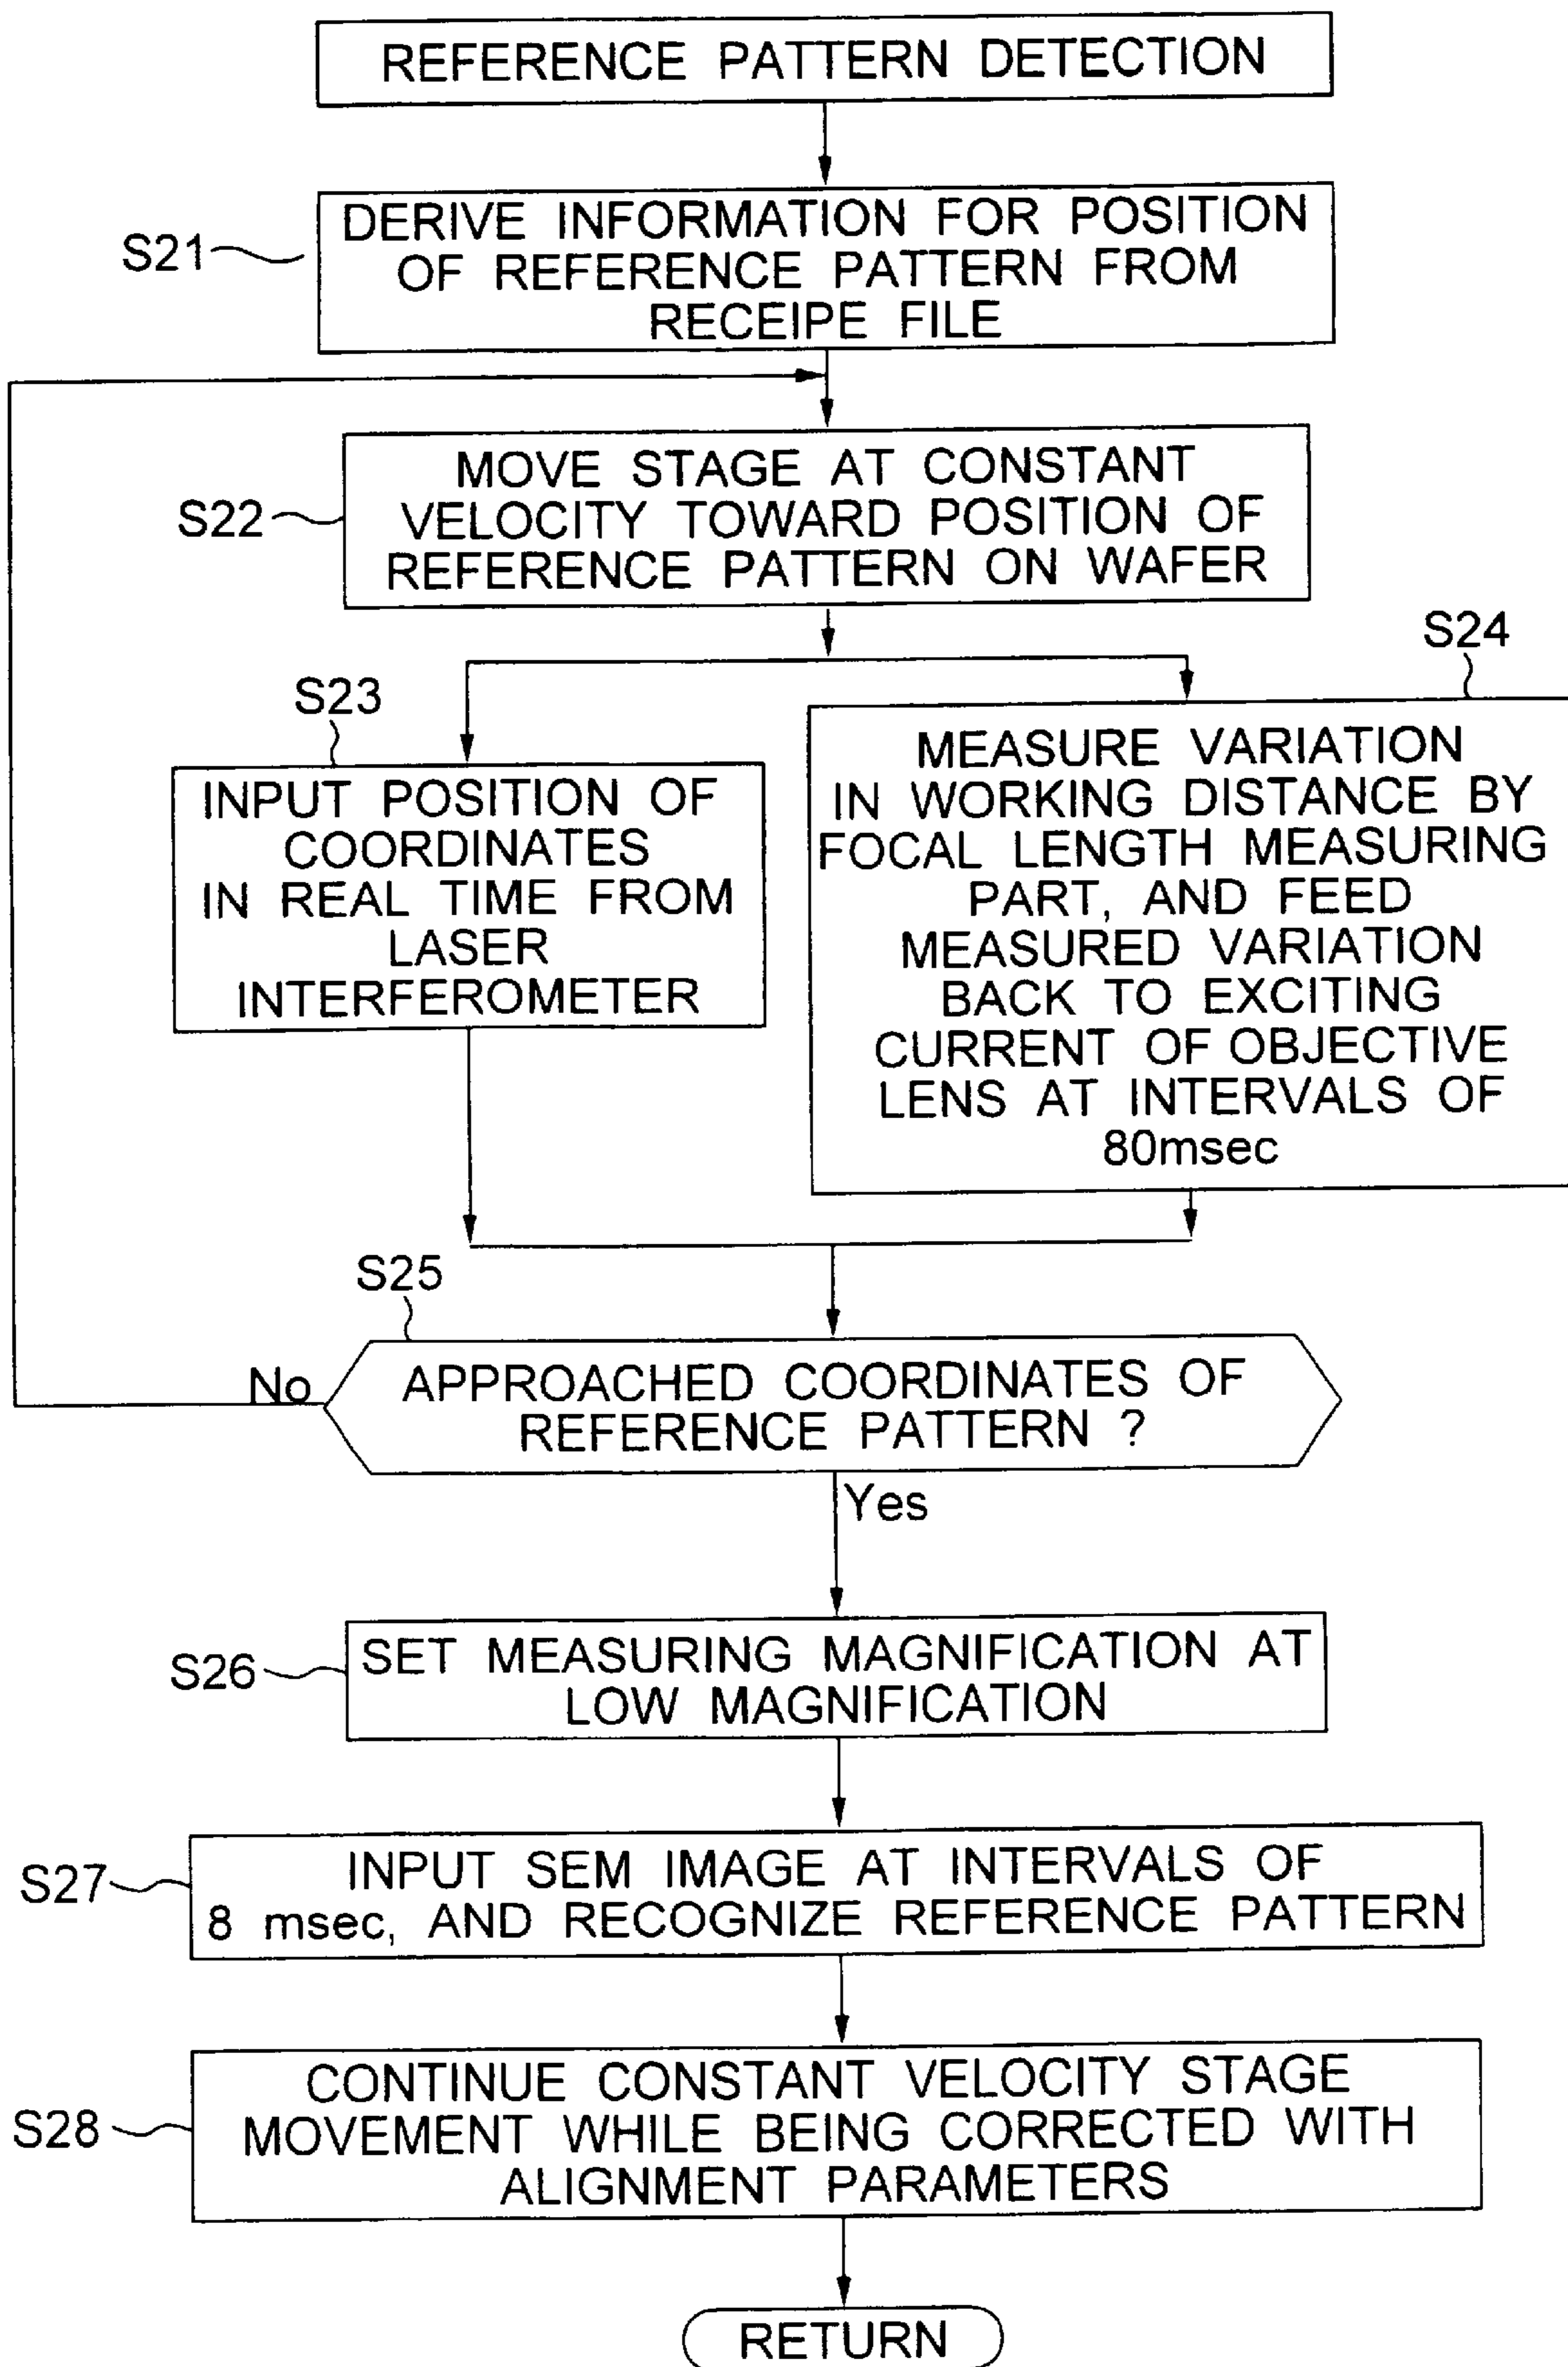 REFERENCE PATTERN DETECTION
S21
DERIVE INFORMATION FOR POSITION
OF REFERENCE PATTERN FROM
RECEIPE FILE
S22
MOVE STAGE AT CONSTANT
VELOCITY TOWARD POSITION OF
REFERENCE PATTERN ON WAFER
S23
INPUT POSITION OF
COORDINATES
IN REAL TIME FROM
LASER
INTERFEROMETER
S24
MEASURE VARIATION
IN WORKING DISTANCE BY
FOCAL LENGTH MEASURING
PART, AND FEED
MEASURED VARIATION
BACK TO EXCITING
CURRENT OF OBJECTIVE
LENS AT INTERVALS OF
80msec
S25
No
APPROACHED COORDINATES OF
REFERENCE PATTERN ?
Yes
S26
SET MEASURING MAGNIFICATION AT
LOW MAGNIFICATION
S27
INPUT SEM IMAGE AT INTERVALS OF
8 msec, AND RECOGNIZE REFERENCE PATTERN
S28
CONTINUE CONSTANT VELOCITY STAGE
MOVEMENT WHILE BEING CORRECTED WITH
ALIGNMENT PARAMETERS
RETURN